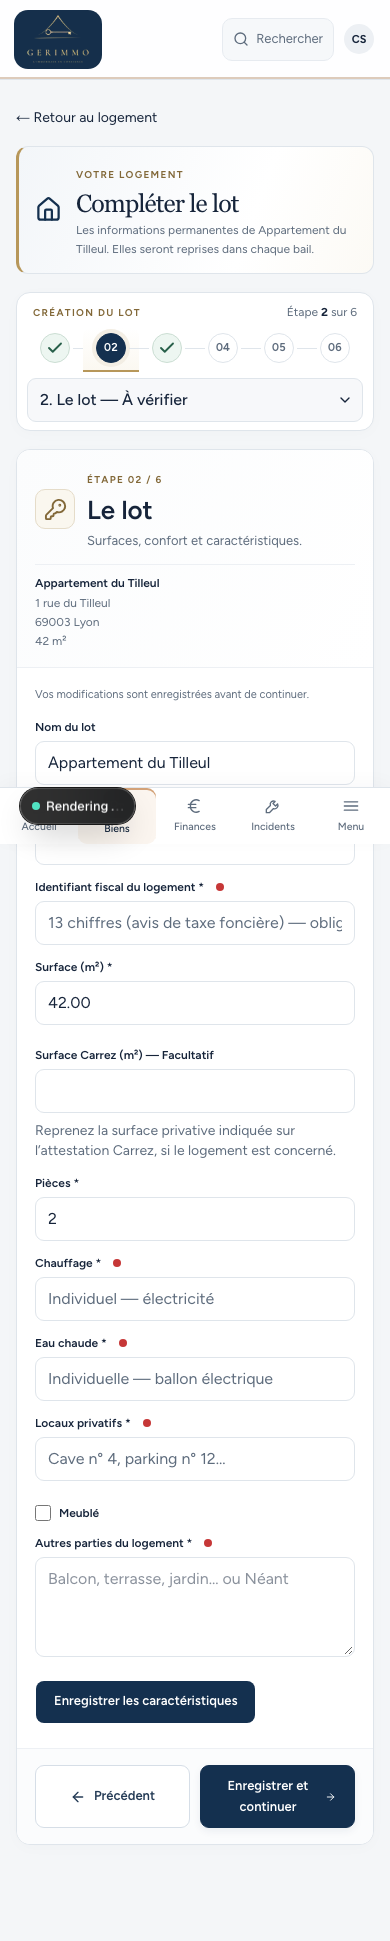 GERIMMO
Rechercher
CS
← Retour au logement
VOTRE LOGEMENT
Compléter le lot
Les informations permanentes de Appartement du
Tilleul. Elles seront reprises dans chaque bail.
CRÉATION DU LOT
Étape 2 sur 6
02
04
05
06
2. Le lot — À vérifier
ÉTAPE 02 / 6
Le lot
Surfaces, confort et caractéristiques.
Appartement du Tilleul
1 rue du Tilleul
69003 Lyon
42 m²
Vos modifications sont enregistrées avant de continuer.
Nom du lot
Appartement du Tilleul
Rendering ...
Accueil
Biens
Finances
Incidents
Menu
Identifiant fiscal du logement *
13 chiffres (avis de taxe foncière) — oblig
Surface (m²) *
42.00
Surface Carrez (m²) — Facultatif
Reprenez la surface privative indiquée sur
l’attestation Carrez, si le logement est concerné.
Pièces *
2
Chauffage *
Individuel — électricité
Eau chaude *
Individuelle — ballon électrique
Locaux privatifs *
Cave n° 4, parking n° 12…
Meublé
Autres parties du logement *
Balcon, terrasse, jardin… ou Néant
Enregistrer les caractéristiques
← Précédent
Enregistrer et
continuer →